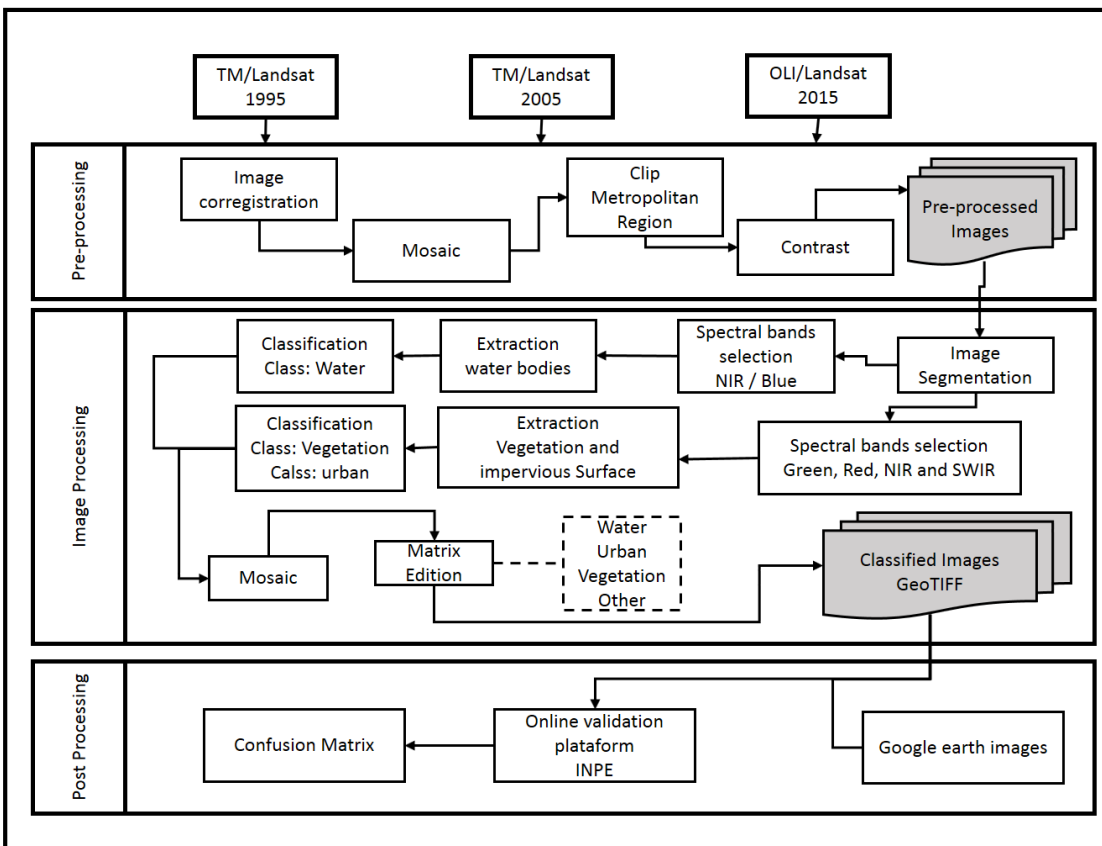 TM/Landsat
1995
TM/Landsat
2005
OLI/Landsat
2015
Pre-processing
Image
corregistration
Mosaic
Clip
Metropolitan
Region
Contrast
Pre-processed
Images
Image Processing
Classification
Class: Water
Extraction
water bodies
Spectral bands
selection
NIR / Blue
Image
Segmentation
Classification
Class: Vegetation
Calss: urban
Extraction
Vegetation and
impervious Surface
Spectral bands selection
Green, Red, NIR and SWIR
Mosaic
Matrix
Edition
Water
Urban
Vegetation
Other
Classified Images
GeoTIFF
Post Processing
Confusion Matrix
Online validation
plataform
INPE
Google earth images